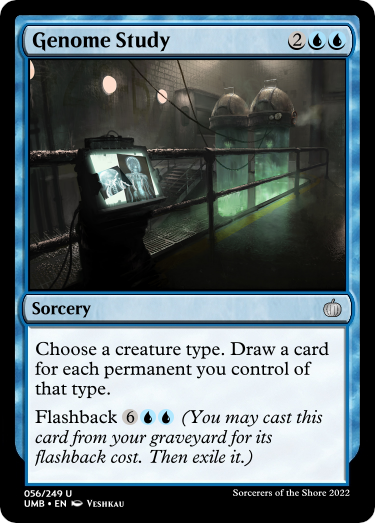 Genome Study 2
Sorcery
Choose a creature type. Draw a card
for each permanent you control of
that type.
Flashback 6 (You may cast this
card from your graveyard for its
flashback cost. Then exile it.)
056/249 U
Sorcerers of the Shore 2022
UMB • EN Veshkau